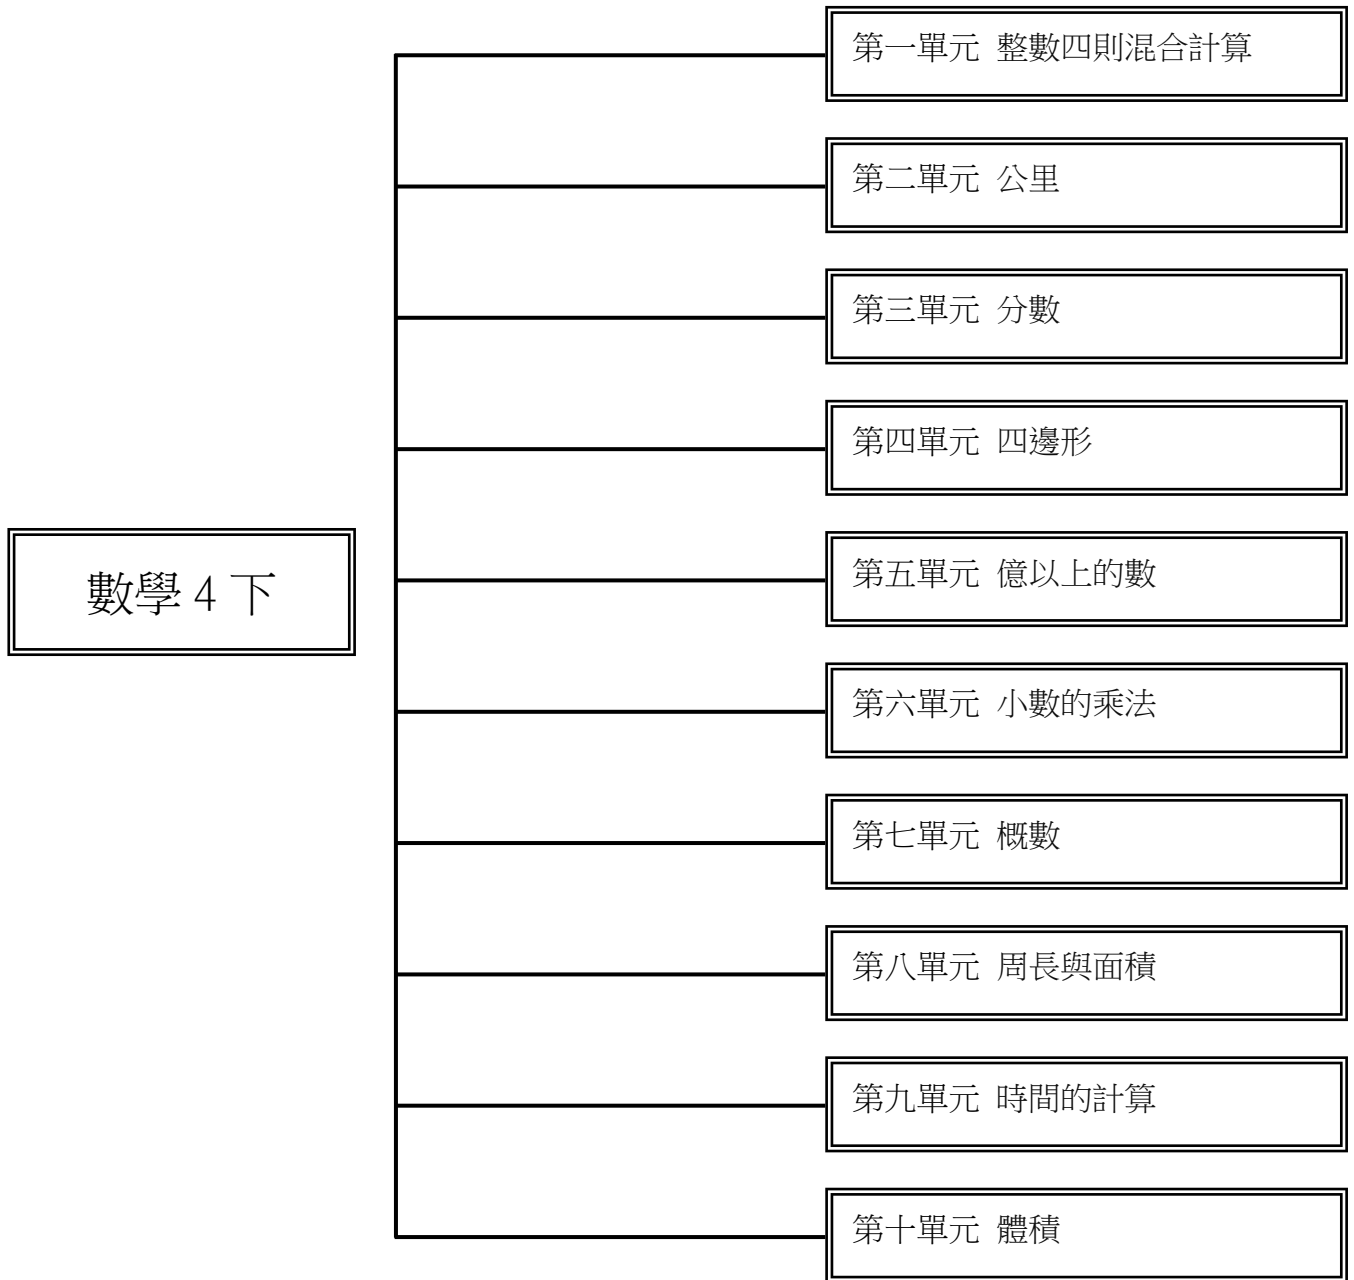 第一單元 整數四則混合計算
第二單元 公里
第三單元 分數
第四單元 四邊形
數學4下
第五單元 億以上的數
第六單元 小數的乘法
第七單元 概數
第八單元 周長與面積
第九單元 時間的計算
第十單元 體積